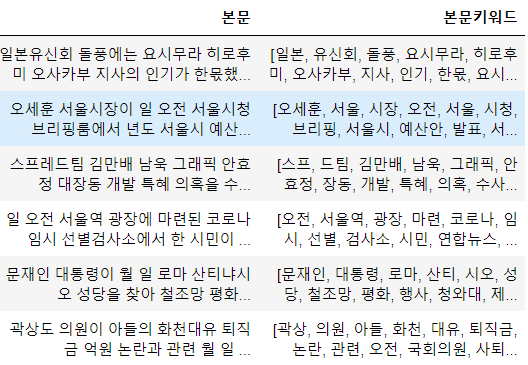 본문 본문키워드
일본유신회 돌풍에는 요시무라 히로후 [일본, 유신회, 돌풍, 요시무라, 히로후
미 오사카부 지사의 인기가 한몫했... 미, 오사카부, 지사, 인기, 한몫, 요시...
오세훈 서울시장이 일 오전 서울시청 [오세훈, 서울, 시장, 오전, 서울, 시청,
브리핑룸에서 년도 서울시 예산... 브리핑, 서울시, 예산안, 발표, 서...
스프레드팀 김만배 남욱 그래픽 안효 [스프, 드팀, 김만배, 남욱, 그래픽, 안
정 대장동 개발 특혜 의혹을 수... 효정, 장동, 개발, 특혜, 의혹, 수사...
일 오전 서울역 광장에 마련된 코로나 [오전, 서울역, 광장, 마련, 코로나, 임
임시 선별검사소에서 한 시민이 ... 시, 선별, 검사소, 시민, 연합뉴스, ...
문재인 대통령이 월 일 로마 산티냐시 [문재인, 대통령, 로마, 산티, 시오, 성
오 성당을 찾아 철조망 평화... 당, 철조망, 평화, 행사, 청와대, 제...
곽상도 의원이 아들의 화천대유 퇴직 [곽상, 의원, 아들, 화천, 대유, 퇴직금,
금 억원 논란과 관련 월 일 ... 논란, 관련, 오전, 국회의원, 사퇴...